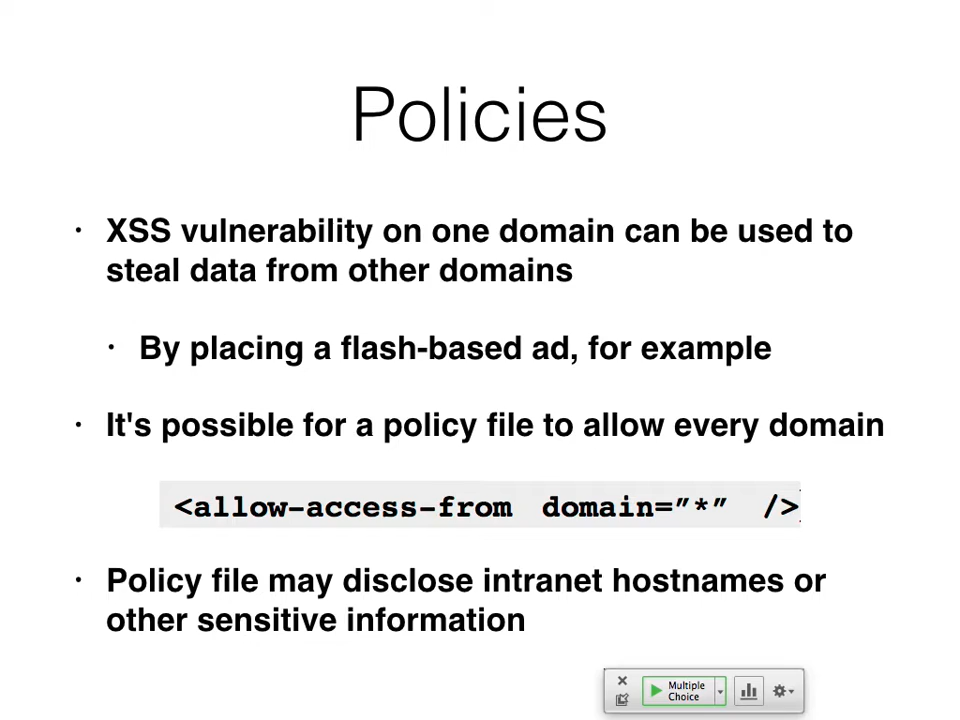 Policies
• XSS vulnerability on one domain can be used to
steal data from other domains
• By placing a flash-based ad, for example
• It's possible for a policy file to allow every domain
<allow-access-from domain=”*” />
• Policy file may disclose intranet hostnames or
other sensitive information
Multiple
Choice